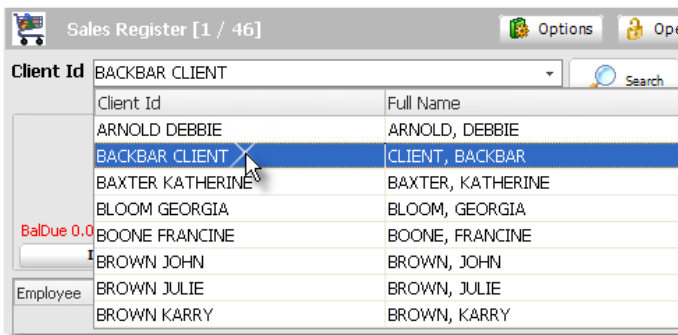 Sales Register [1 / 46] Options Ope
Client Id BACKBAR CLIENT Search
Client Id Full Name
ARNOLD DEBBIE ARNOLD, DEBBIE
BACKBAR CLIENT CLIENT, BACKBAR
BAXTER KATHERINE BAXTER, KATHERINE
BLOOM GEORGIA BLOOM, GEORGIA
BalDue 0.0 BOONE FRANCINE BOONE, FRANCINE
BROWN JOHN BROWN, JOHN
Employee BROWN JULIE BROWN, JULIE
BROWN KARRY BROWN, KARRY